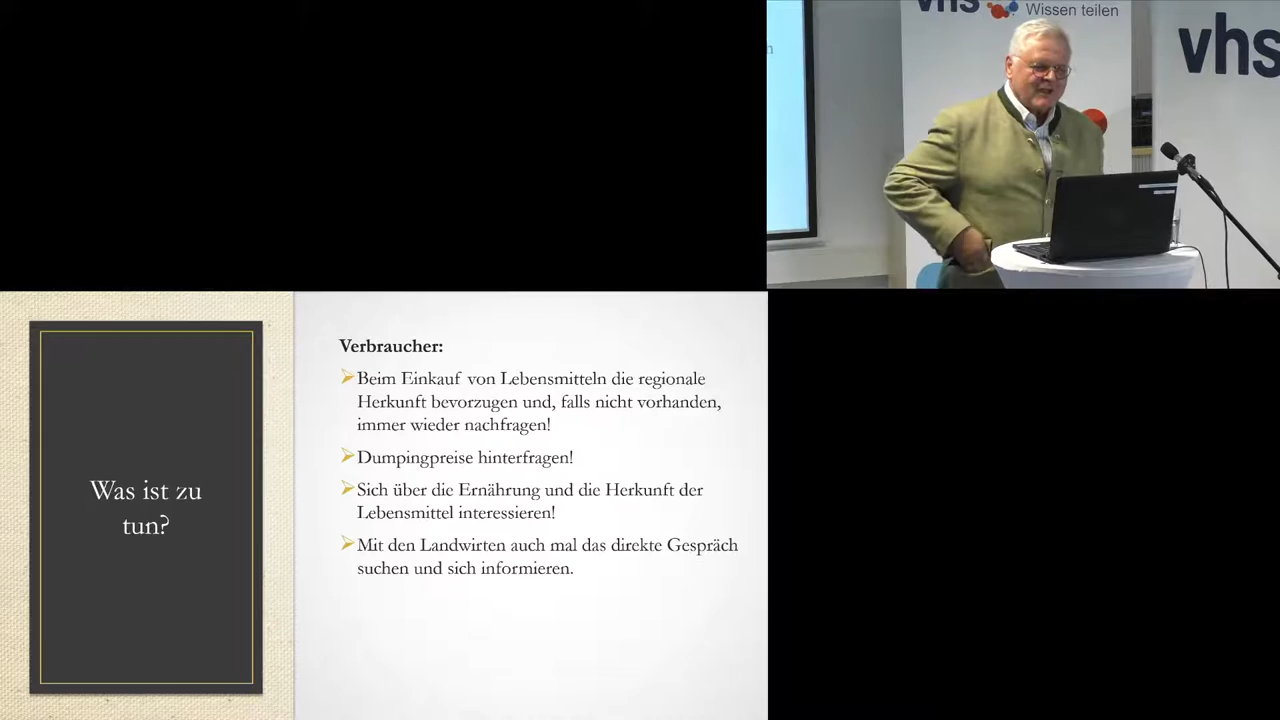 vhs
Wissen teilen
vhs
Was ist zu
tun?
Verbraucher:
Beim Einkauf von Lebensmitteln die regionale
Herkunft bevorzugen und, falls nicht vorhanden,
immer wieder nachfragen!
Dumpingpreise hinterfragen!
Sich über die Ernährung und die Herkunft der
Lebensmittel interessieren!
Mit den Landwirten auch mal das direkte Gespräch
suchen und sich informieren.